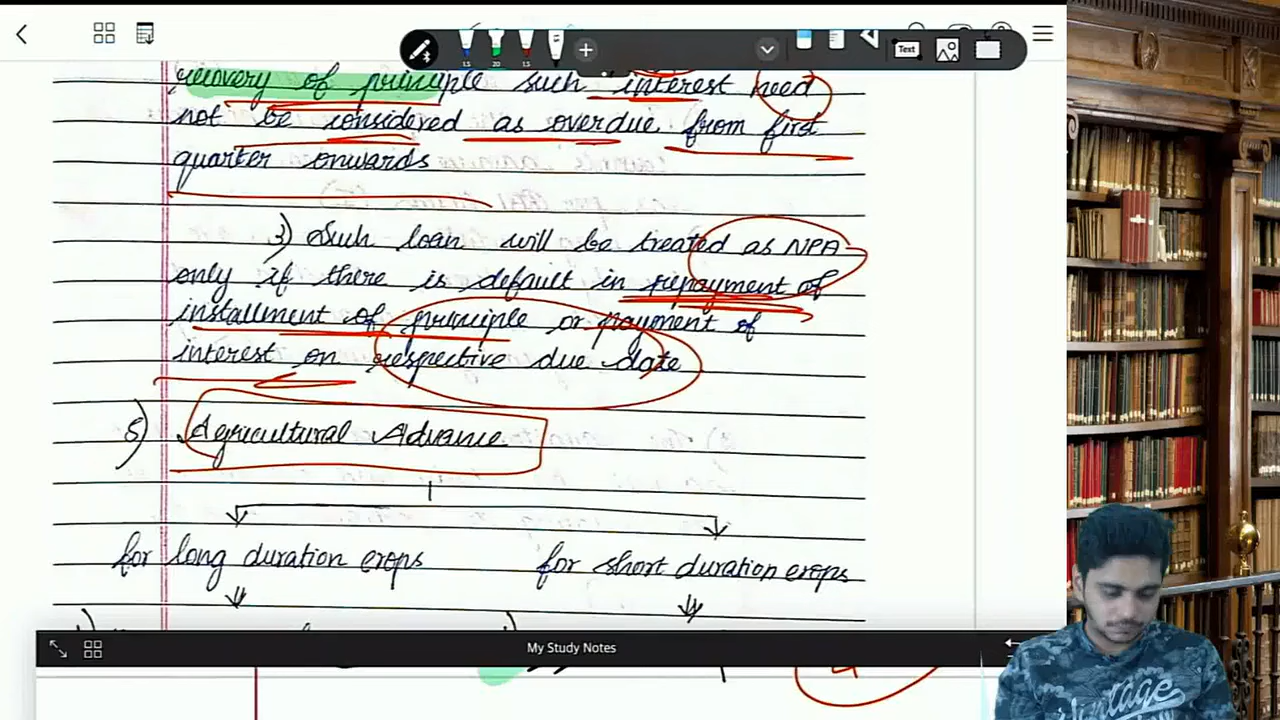 Text
recovery of principle such interest need
not be considered as overdue from first
quarter onwards
3) Such loan will be treated as NPA
only if there is default in repayment of
installment of principle or payment of
interest on respective due date
5) Agricultural Advance
for long duration crops
for short duration crops
My Study Notes